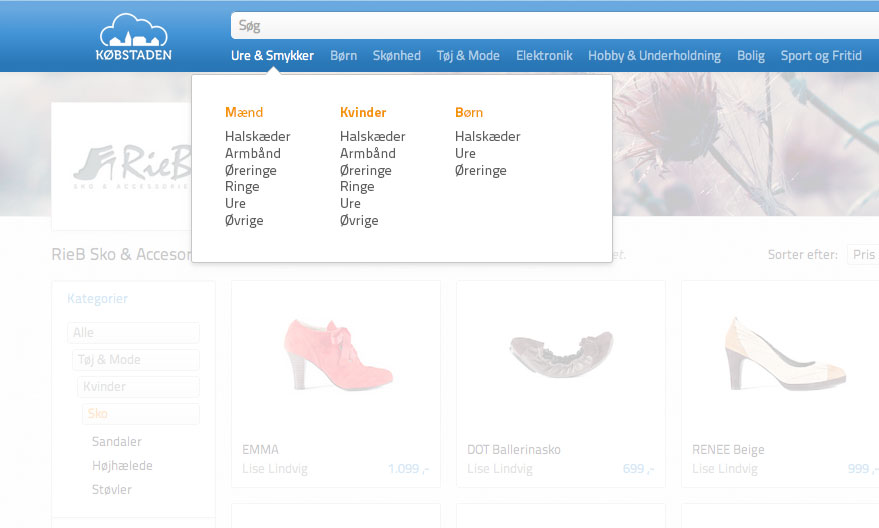 KØBSTADEN
Søg
Ure & Smykker Børn Skønhed Tøj & Mode Elektronik Hobby & Underholdning Bolig Sport og Fritid
Mænd
Halskæder
Armbånd
Øreringe
Ringe
Ure
Øvrige
Kvinder
Halskæder
Armbånd
Øreringe
Ringe
Ure
Øvrige
Børn
Halskæder
Ure
Øreringe
RieB
SKO & ACCESSORIE
RieB Sko & Accesor
et.
Sorter efter: Pris
Kategorier
Alle
Tøj & Mode
Kvinder
Sko
Sandaler
Højhælede
Støvler
EMMA
Lise Lindvig 1.099 ,-
DOT Ballerinasko
Lise Lindvig 699 ,-
RENEE Beige
Lise Lindvig 999 ,-